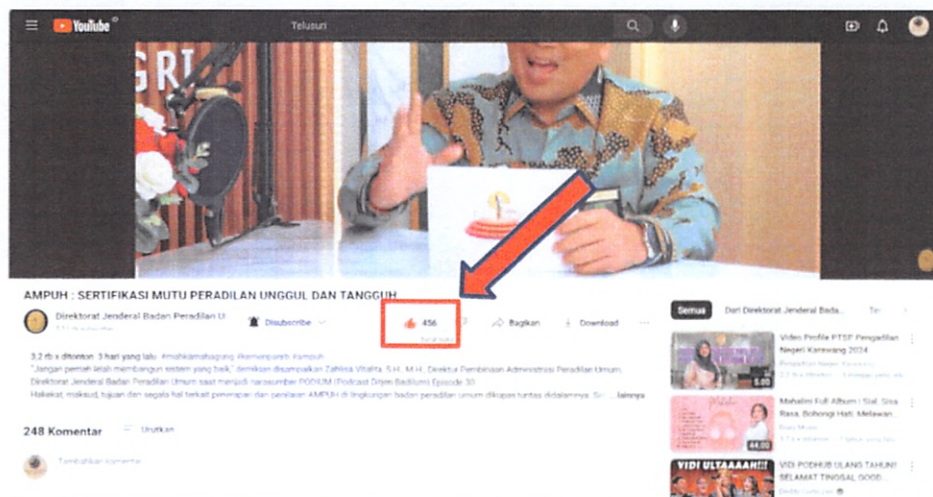 YouTube ID
Telusuri
GRI
AMPUH : SERTIFIKASI MUTU PERADILAN UNGGUL DAN TANGGUH
Direktorat Jenderal Badan Peradilan U
Disubscribe
456
Bagikan
Download
3,2 rb x ditonton 3 hari yang lalu #mahkamahagung #kemenpanrb #ampuh
"Jangan pernah lelah membangun sistem yang baik," demikian disampaikan Zahlisa Vitalita, S.H., M.H., Direktur Pembinaan Administrasi Peradilan Umum,
Direktorat Jenderal Badan Peradilan Umum saat menjadi narasumber PODIUM (Podcast Ditjen Badilum) Episode 30.
Hakekat, maksud, tujuan dan segala hal terkait penerapan dan penilaian AMPUH di lingkungan badan peradilan umum dikupas tuntas didalamnya. ...lainnya
248 Komentar
Urutkan
Tambahkan komentar
Semua
Dari Direktorat Jenderal Bada...
Video Profile PTSP Pengadilan
Negeri Karawang 2024
5.00
Mahalini Full Album | Sial, Sisa
Rasa, Bohongi Hati, Melawan...
44.00
VIDI ULTAAAAH!!!
VIDI PODHUB ULANG TAHUN!!
SELAMAT TINGGAL GOOD...
Deddy Corbuzier